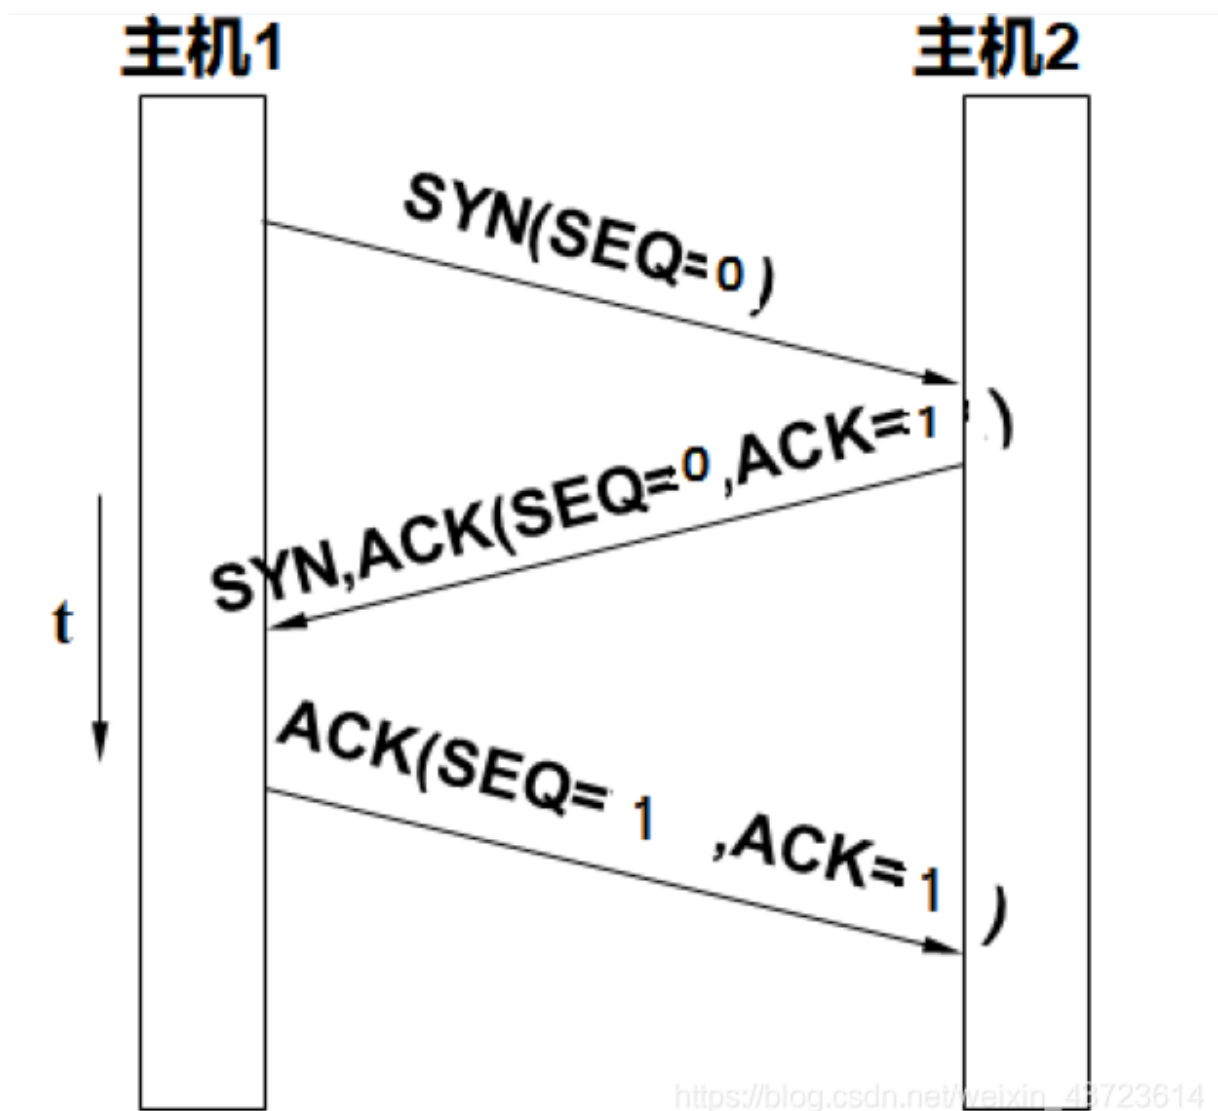 主机1
主机2
SYN(SEQ=0 )
SYN,ACK(SEQ=0 ,ACK=1 )
t
ACK(SEQ= 1 ,ACK=1 )
https://blog.csdn.net/weixin_43723614